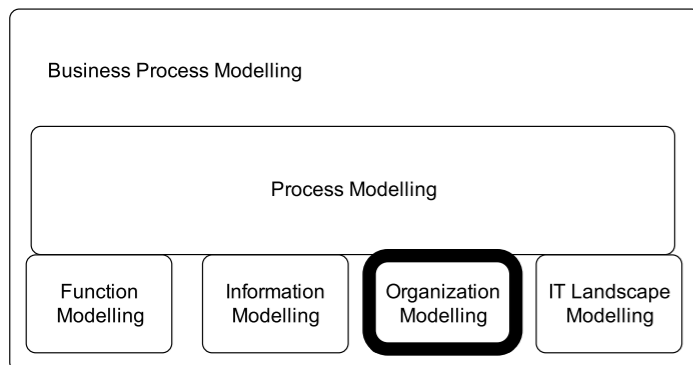 Business Process Modelling
Process Modelling
Function
Modelling
Information
Modelling
Organization
Modelling
IT Landscape
Modelling